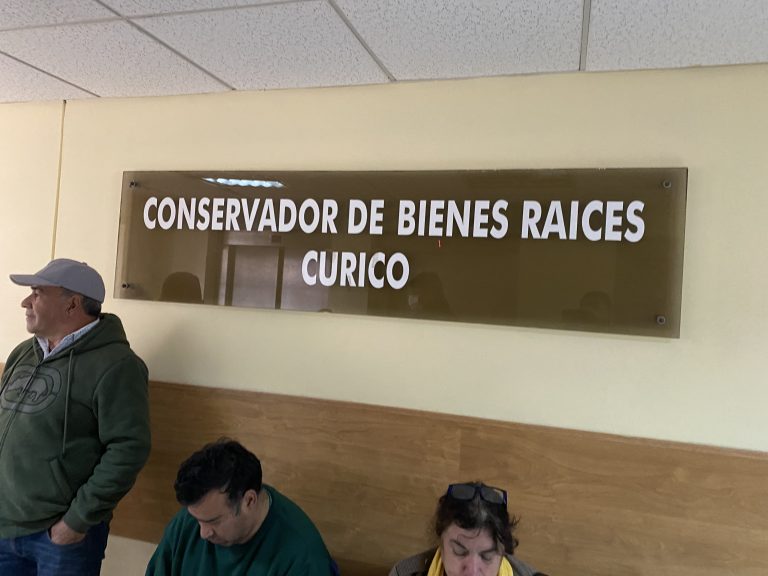 CONSERVADOR DE BIENES RAICES
CURICO